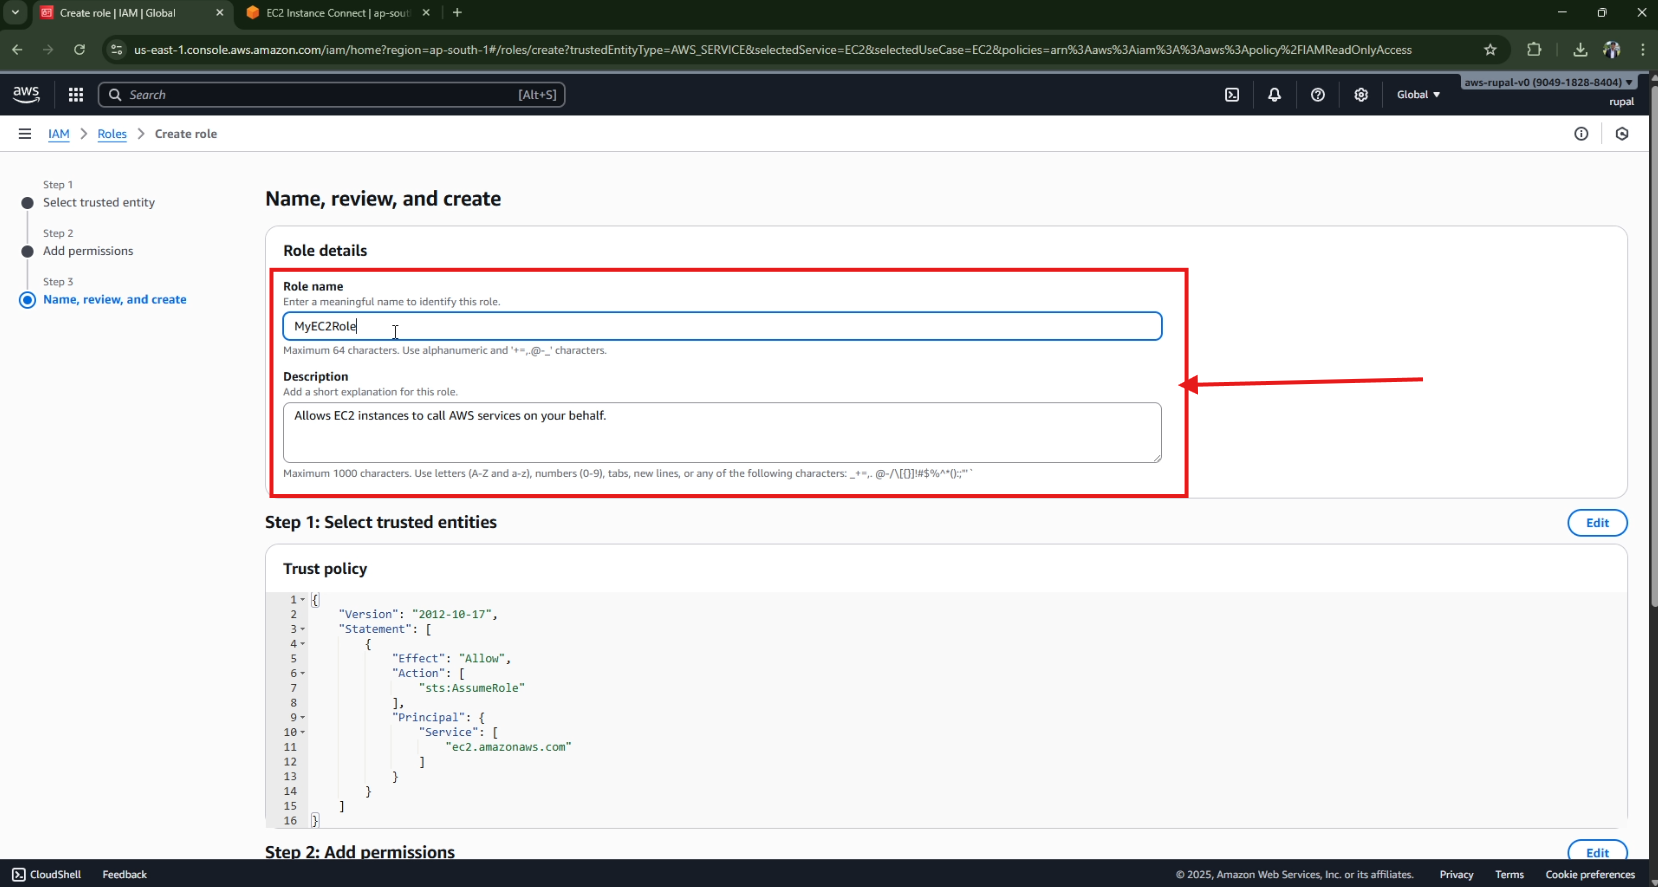 Create role | IAM | Global
EC2 Instance Connect | ap-sout
us-east-1.console.aws.amazon.com/iam/home?region=ap-south-1#/roles/create?trustedEntityType=AWS_SERVICE&selectedService=EC2&selectedUseCase=EC2&policies=arn%3Aaws%3Aiam%3A%3Aaws%3Apolicy%2FIAMReadOnlyAccess
aws
Search
[Alt+S]
Global
aws-rupal-v0 (9049-1828-8404)
rupal
IAM > Roles > Create role
Step 1
Select trusted entity
Step 2
Add permissions
Step 3
Name, review, and create
Name, review, and create
Role details
Role name
Enter a meaningful name to identify this role.
MyEC2Role
Maximum 64 characters. Use alphanumeric and '+=,.@-_' characters.
Description
Add a short explanation for this role.
Allows EC2 instances to call AWS services on your behalf.
Maximum 1000 characters. Use letters (A-Z and a-z), numbers (0-9), tabs, new lines, or any of the following characters: _+=,. @-/\[{}]!#$%^*();:"'`
Step 1: Select trusted entities
Edit
Trust policy
1 {
2 "Version": "2012-10-17",
3 "Statement": [
4 {
5 "Effect": "Allow",
6 "Action": [
7 "sts:AssumeRole"
8 ],
9 "Principal": {
10 "Service": [
11 "ec2.amazonaws.com"
12 ]
13 }
14 }
15 ]
16 }
Step 2: Add permissions
Edit
CloudShell
Feedback
© 2025, Amazon Web Services, Inc. or its affiliates.
Privacy
Terms
Cookie preferences